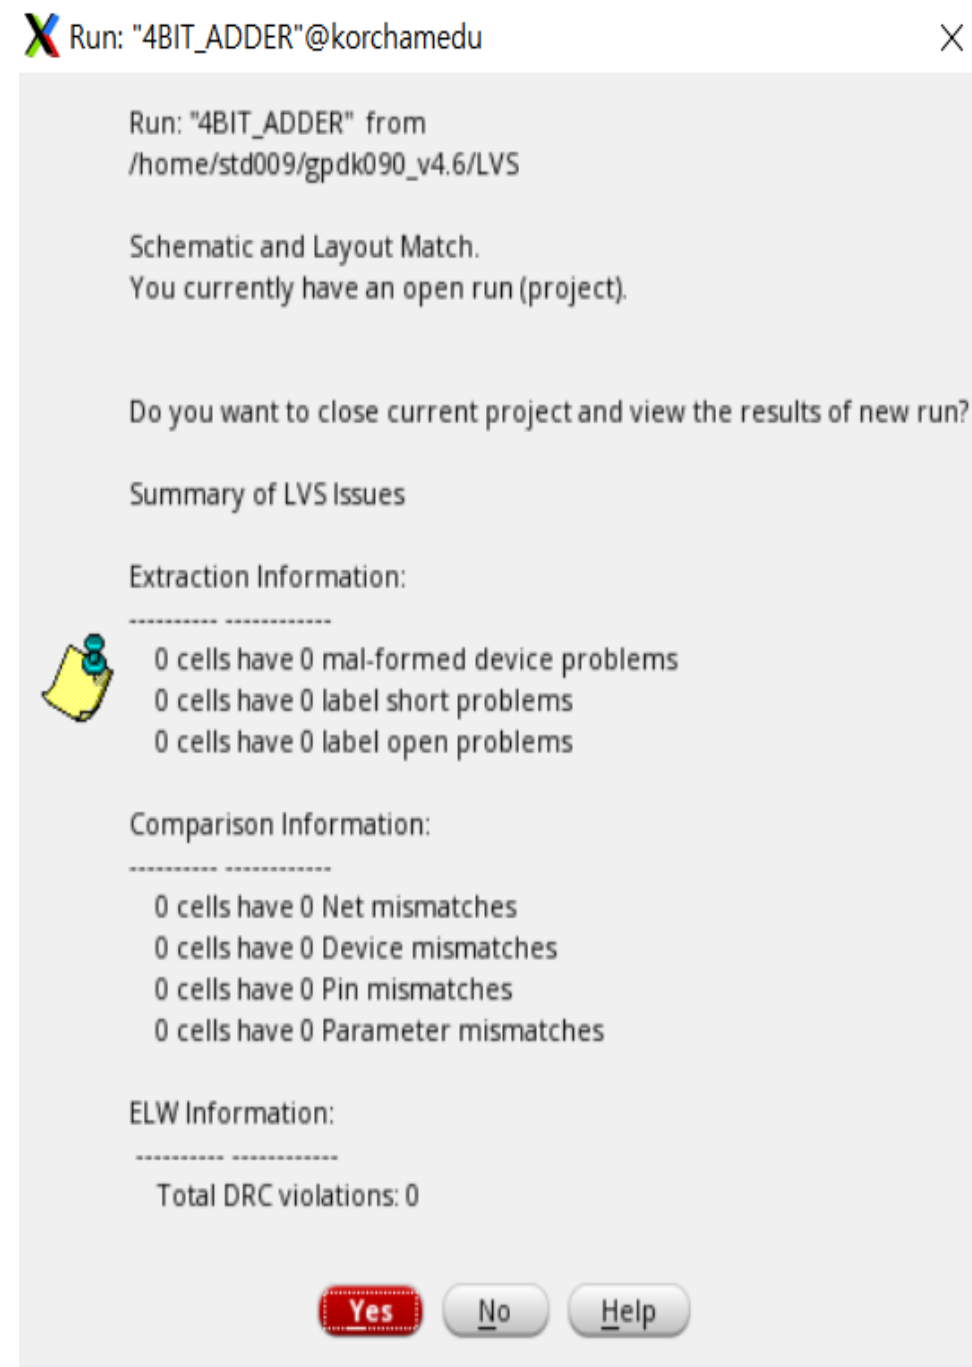 Run: "4BIT_ADDER"@korchamedu
Run: "4BIT_ADDER" from
/home/std009/gpdk090_v4.6/LVS
Schematic and Layout Match.
You currently have an open run (project).
Do you want to close current project and view the results of new run?
Summary of LVS Issues
Extraction Information:
---------- ------------
0 cells have 0 mal-formed device problems
0 cells have 0 label short problems
0 cells have 0 label open problems
Comparison Information:
---------- ------------
0 cells have 0 Net mismatches
0 cells have 0 Device mismatches
0 cells have 0 Pin mismatches
0 cells have 0 Parameter mismatches
ELW Information:
---------- ------------
Total DRC violations: 0
Yes No Help